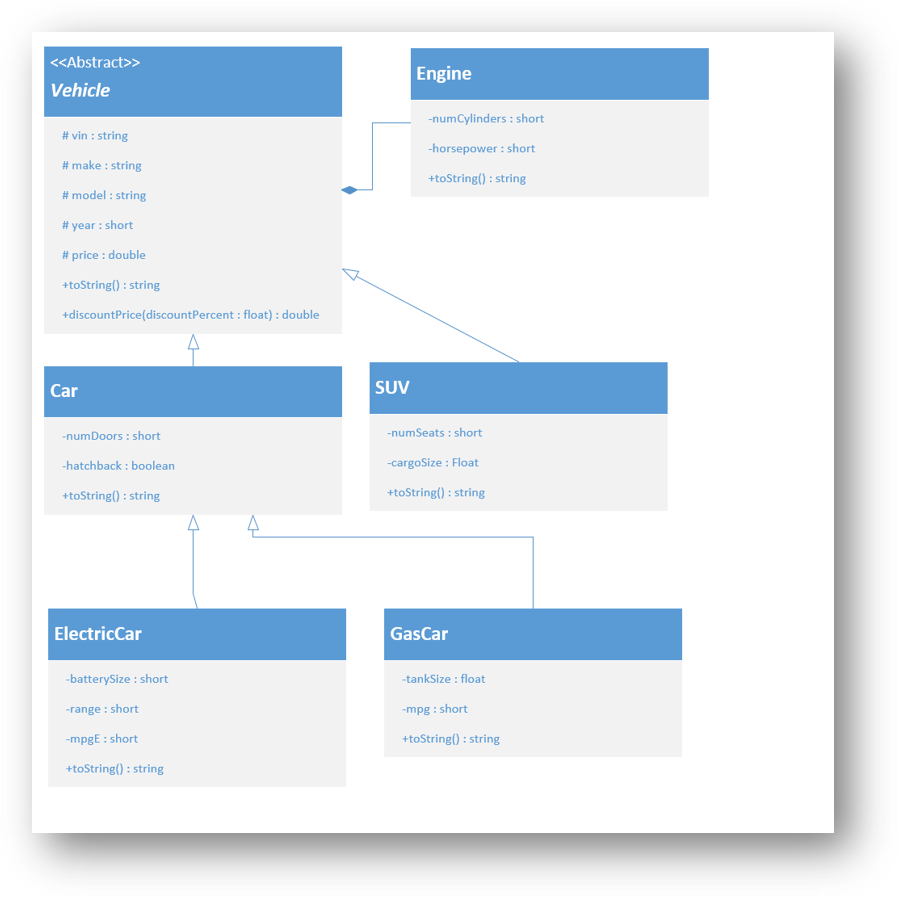 <<Abstract>>
Vehicle
# vin : string
# make : string
# model : string
# year : short
# price : double
+toString() : string
+discountPrice(discountPercent : float) : double
Engine
-numCylinders : short
-horsepower : short
+toString() : string
Car
-numDoors : short
-hatchback : boolean
+toString() : string
SUV
-numSeats : short
-cargoSize : Float
+toString() : string
ElectricCar
-batterySize : short
-range : short
-mpgE : short
+toString() : string
GasCar
-tankSize : float
-mpg : short
+toString() : string